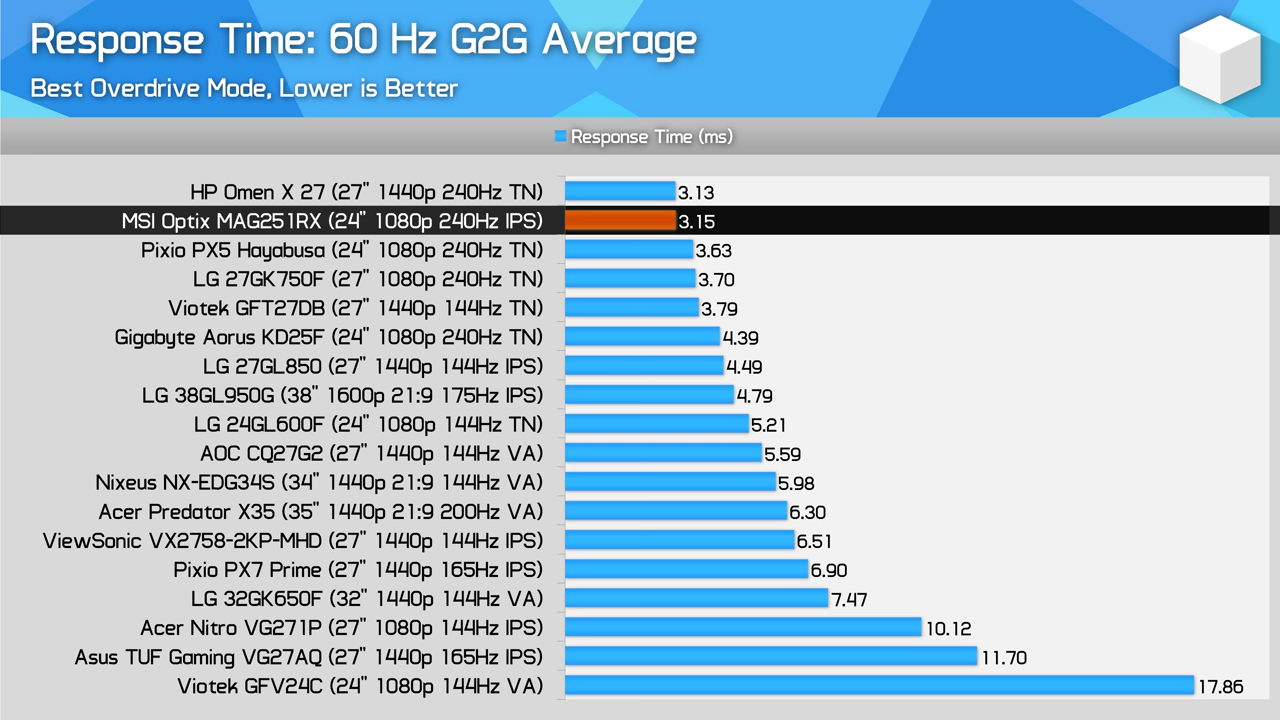 Response Time: 60 Hz G2G Average
Best Overdrive Mode, Lower is Better
Response Time (ms)
HP Omen X 27 (27" 1440p 240Hz TN) 3.13
MSI Optix MAG251RX (24" 1080p 240Hz IPS) 3.15
Pixio PX5 Hayabusa (24" 1080p 240Hz TN) 3.63
LG 27GK750F (27" 1080p 240Hz TN) 3.70
Viotek GFT27DB (27" 1440p 144Hz TN) 3.79
Gigabyte Aorus KD25F (24" 1080p 240Hz TN) 4.39
LG 27GL850 (27" 1440p 144Hz IPS) 4.49
LG 38GL950G (38" 1600p 21:9 175Hz IPS) 4.79
LG 24GL600F (24" 1080p 144Hz TN) 5.21
AOC CQ27G2 (27" 1440p 144Hz VA) 5.59
Nixeus NX-EDG34S (34" 1440p 21:9 144Hz VA) 5.98
Acer Predator X35 (35" 1440p 21:9 200Hz VA) 6.30
ViewSonic VX2758-2KP-MHD (27" 1440p 144Hz IPS) 6.51
Pixio PX7 Prime (27" 1440p 165Hz IPS) 6.90
LG 32GK650F (32" 1440p 144Hz VA) 7.47
Acer Nitro VG271P (27" 1080p 144Hz IPS) 10.12
Asus TUF Gaming VG27AQ (27" 1440p 165Hz IPS) 11.70
Viotek GFV24C (24" 1080p 144Hz VA) 17.86